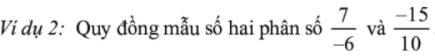 Ví dụ 2: Quy đồng mẫu số hai phân số 7/-6 và -15/10